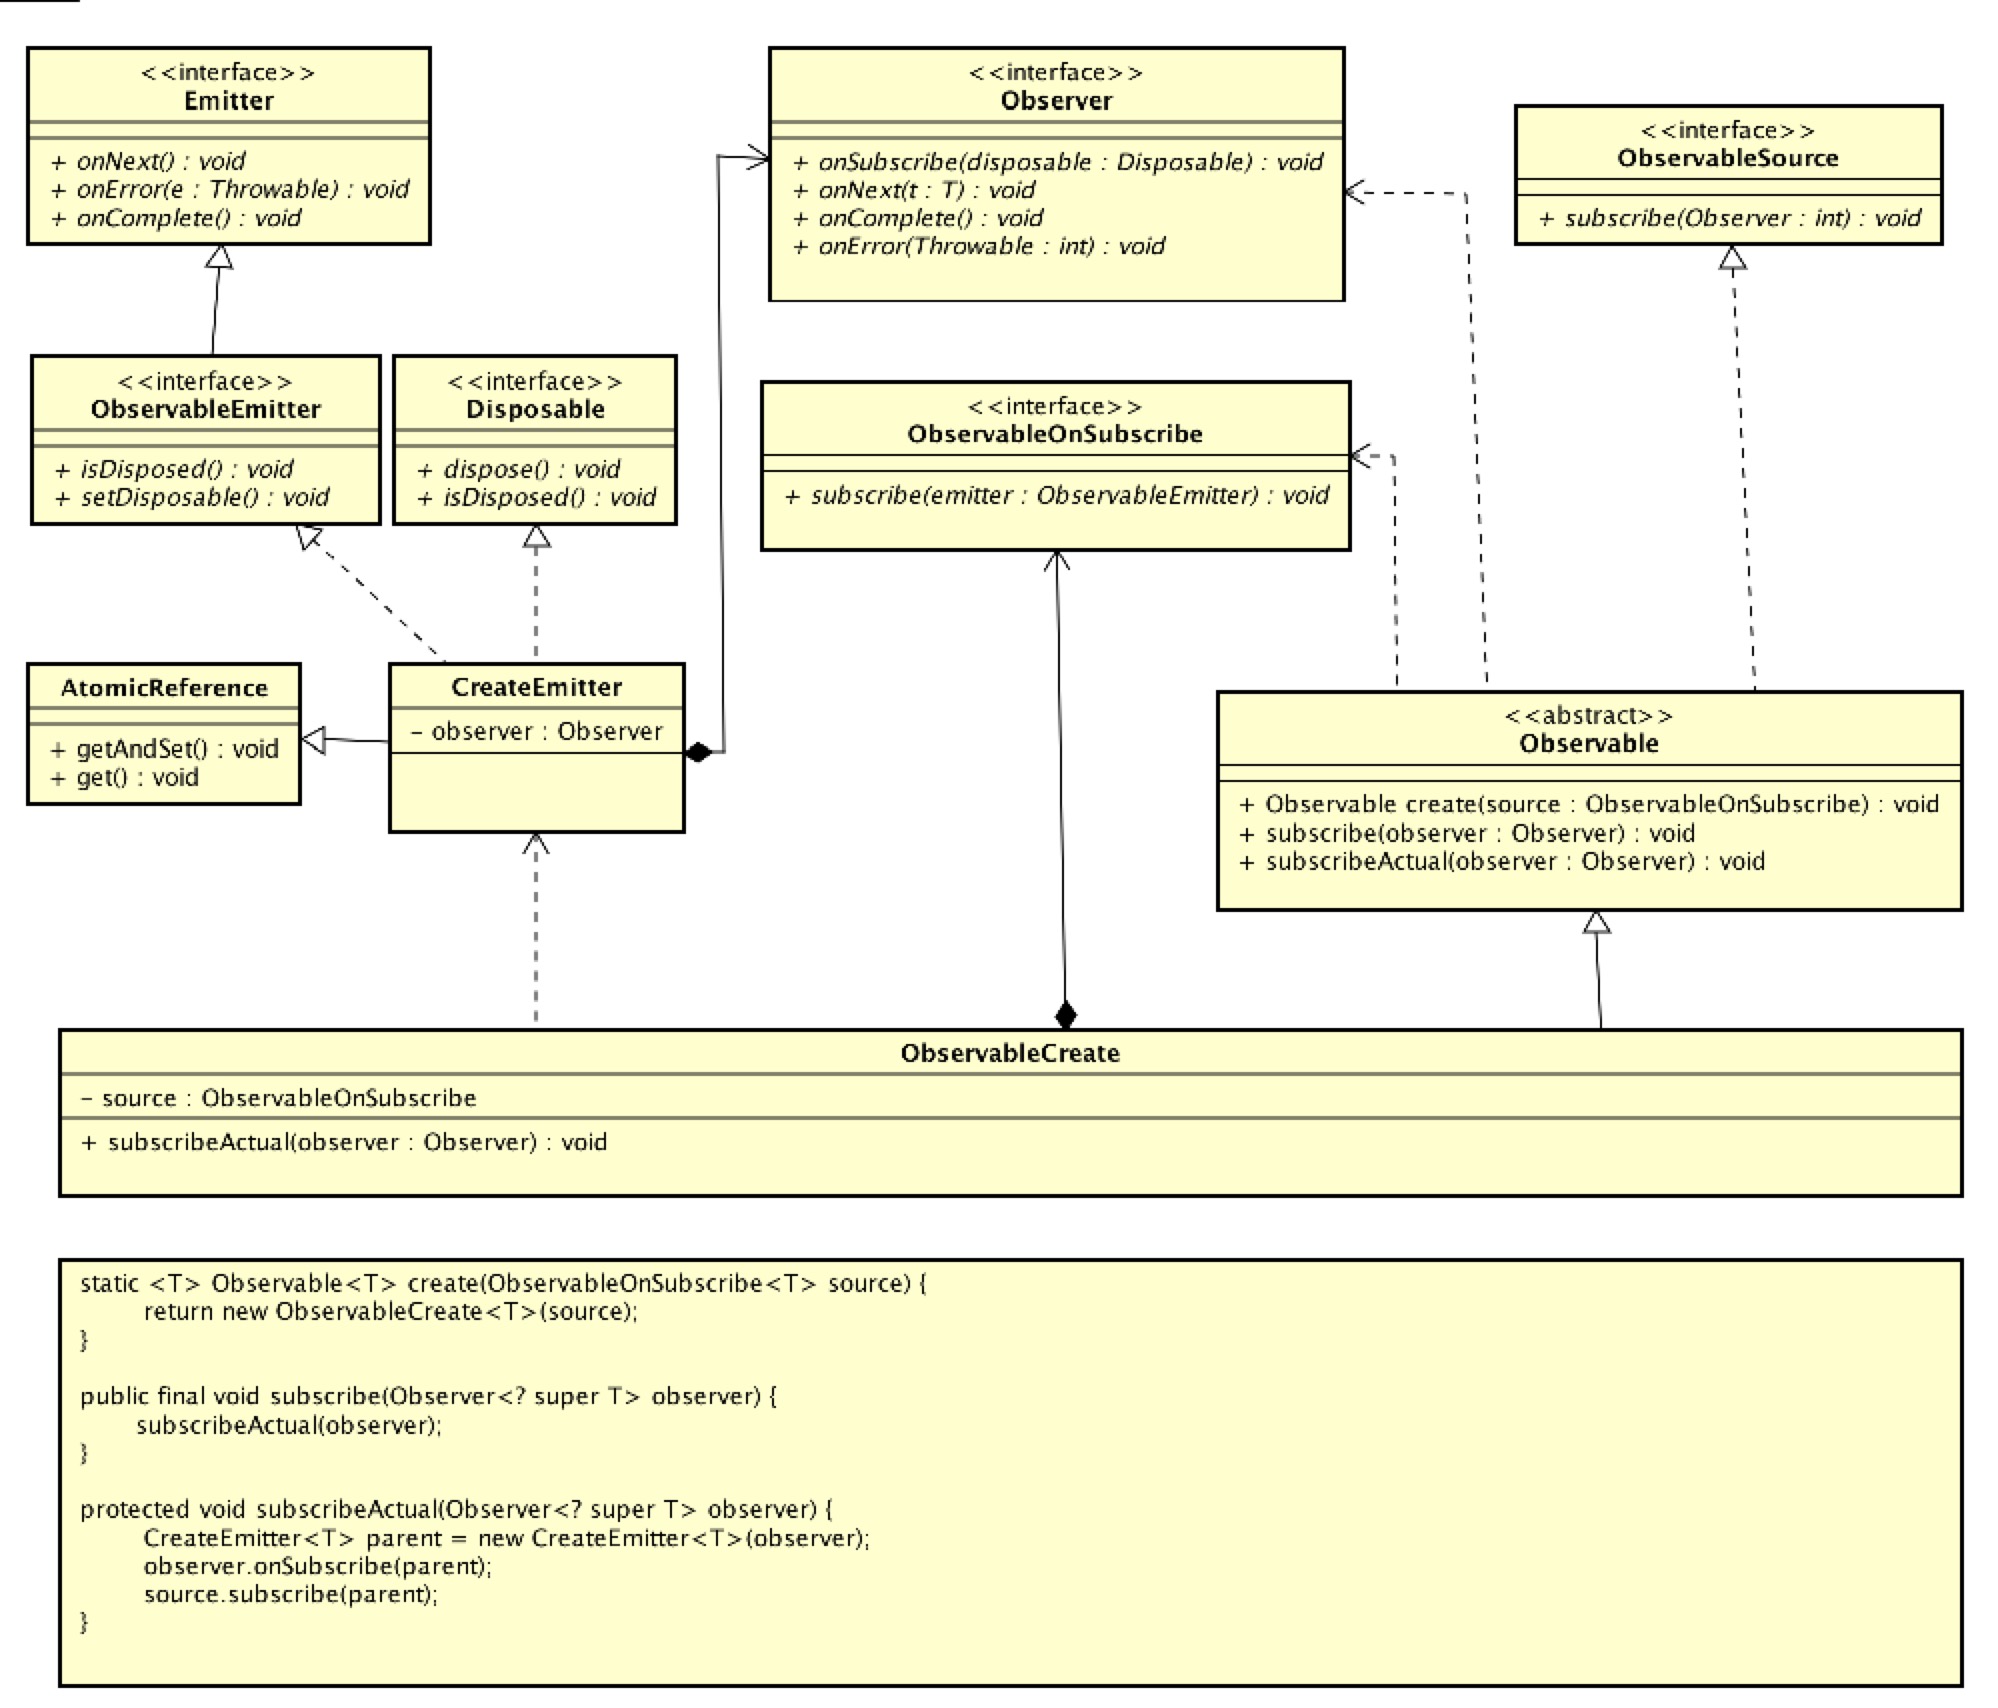 <<interface>>
Emitter
+ onNext() : void
+ onError(e : Throwable) : void
+ onComplete() : void
<<interface>>
Observer
+ onSubscribe(disposable : Disposable) : void
+ onNext(t : T) : void
+ onComplete() : void
+ onError(Throwable : int) : void
<<interface>>
ObservableSource
+ subscribe(Observer : int) : void
<<interface>>
ObservableEmitter
+ isDisposed() : void
+ setDisposable() : void
<<interface>>
Disposable
+ dispose() : void
+ isDisposed() : void
<<interface>>
ObservableOnSubscribe
+ subscribe(emitter : ObservableEmitter) : void
AtomicReference
+ getAndSet() : void
+ get() : void
CreateEmitter
- observer : Observer
<<abstract>>
Observable
+ Observable create(source : ObservableOnSubscribe) : void
+ subscribe(observer : Observer) : void
+ subscribeActual(observer : Observer) : void
ObservableCreate
- source : ObservableOnSubscribe
+ subscribeActual(observer : Observer) : void
static <T> Observable<T> create(ObservableOnSubscribe<T> source) {
return new ObservableCreate<T>(source);
}
public final void subscribe(Observer<? super T> observer) {
subscribeActual(observer);
}
protected void subscribeActual(Observer<? super T> observer) {
CreateEmitter<T> parent = new CreateEmitter<T>(observer);
observer.onSubscribe(parent);
source.subscribe(parent);
}